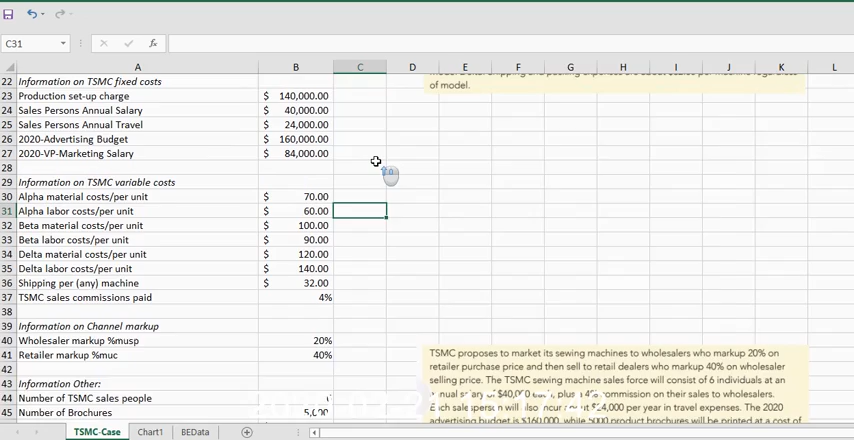 C31
fx
A B C D E F G H I J K L
of model.
22 Information on TSMC fixed costs
23 Production set-up charge $ 140,000.00
24 Sales Persons Annual Salary $ 40,000.00
25 Sales Persons Annual Travel $ 24,000.00
26 2020-Advertising Budget $ 160,000.00
27 2020-VP-Marketing Salary $ 84,000.00
28
29 Information on TSMC variable costs
30 Alpha material costs/per unit $ 70.00
31 Alpha labor costs/per unit $ 60.00
32 Beta material costs/per unit $ 100.00
33 Beta labor costs/per unit $ 90.00
34 Delta material costs/per unit $ 120.00
35 Delta labor costs/per unit $ 140.00
36 Shipping per (any) machine $ 32.00
37 TSMC sales commissions paid 4%
38
39 Information on Channel markup
40 Wholesaler markup %musp 20%
41 Retailer markup %muc 40%
42
43 Information Other:
44 Number of TSMC sales people
45 Number of Brochures 5,000
TSMC proposes to market its sewing machines to wholesalers who markup 20% on
retailer purchase price and then sell to retail dealers who markup 40% on wholesaler
selling price. The TSMC sewing machine sales force will consist of 6 individuals at an
annual salary of $40,000 each, plus a 4% commission on their sales to wholesalers.
Each sales person will also incur $24,000 per year in travel expenses. The 2020
advertising budget is $160,000, while 5000 product brochures will be printed at a cost of
TSMC-Case Chart1 BEData